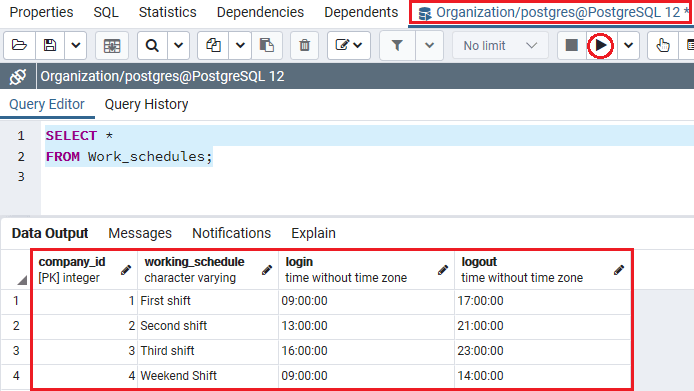 Properties SQL Statistics Dependencies Dependents Organization/postgres@PostgreSQL 12 *
No limit
Organization/postgres@PostgreSQL 12
Query Editor Query History
1 SELECT *
2 FROM Work_schedules;
3
Data Output Messages Notifications Explain
company_id working_schedule login logout
[PK] integer character varying time without time zone time without time zone
1 1 First shift 09:00:00 17:00:00
2 2 Second shift 13:00:00 21:00:00
3 3 Third shift 16:00:00 23:00:00
4 4 Weekend Shift 09:00:00 14:00:00